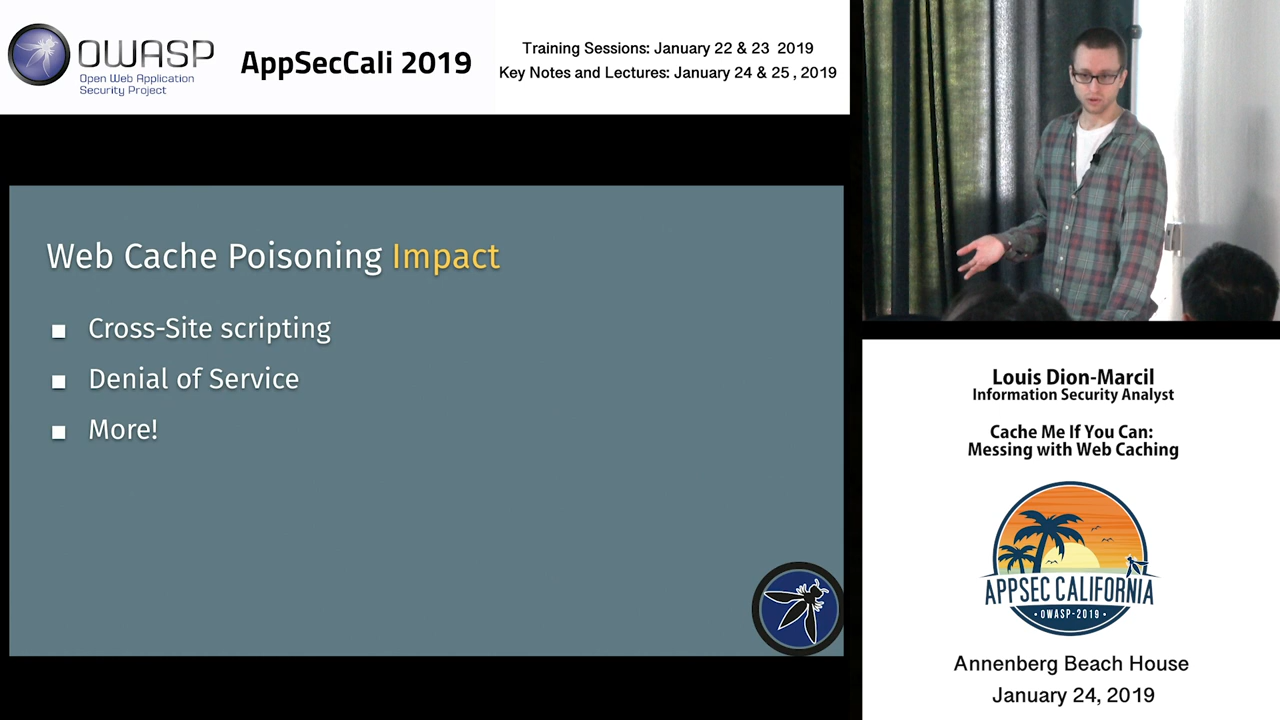 OWASP
Open Web Application
Security Project
AppSecCali 2019
Training Sessions: January 22 & 23 2019
Key Notes and Lectures: January 24 & 25 , 2019
Web Cache Poisoning Impact
■ Cross-Site scripting
■ Denial of Service
■ More!
Louis Dion-Marcil
Information Security Analyst
Cache Me If You Can:
Messing with Web Caching
APPSEC CALIFORNIA
• OWASP-2019 •
Annenberg Beach House
January 24, 2019